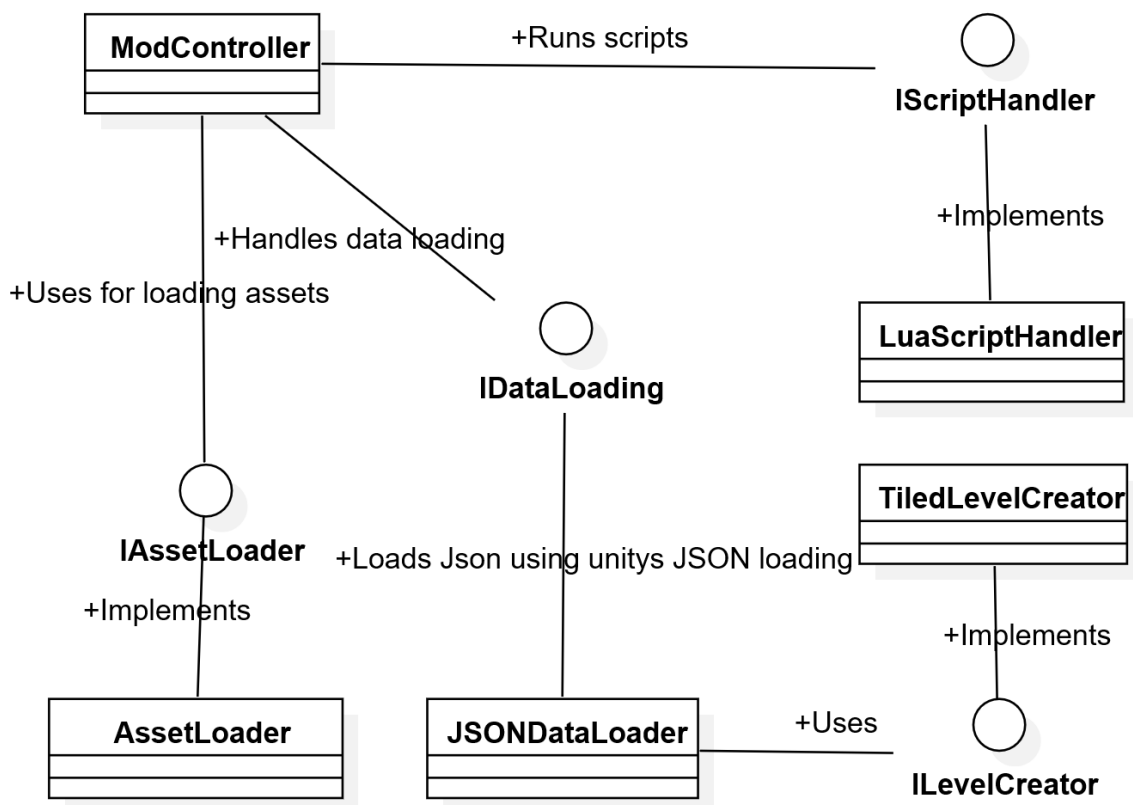 ModController
+Runs scripts
IScriptHandler
+Implements
+Handles data loading
+Uses for loading assets
LuaScriptHandler
IDataLoading
TiledLevelCreator
IAssetLoader
+Loads Json using unitys JSON loading
+Implements
+Implements
AssetLoader
JSONDataLoader
+Uses
ILevelCreator